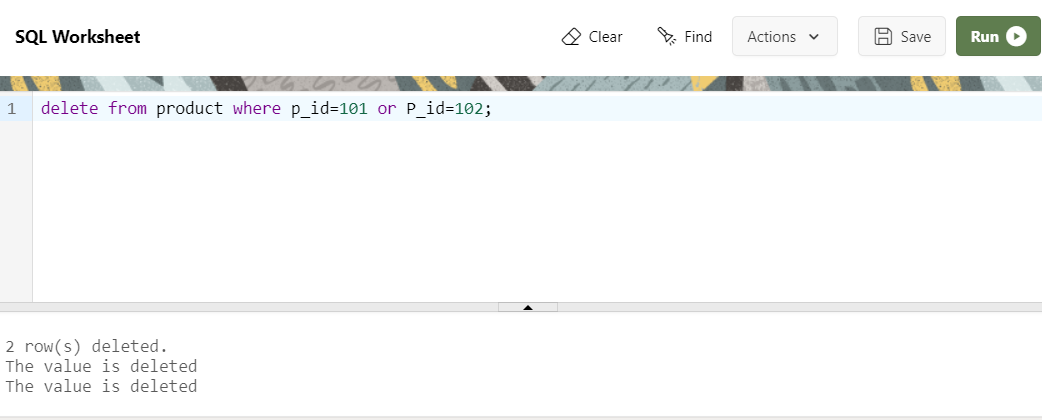 SQL Worksheet
Clear
Find
Actions
Save
Run
1 delete from product where p_id=101 or P_id=102;
2 row(s) deleted.
The value is deleted
The value is deleted